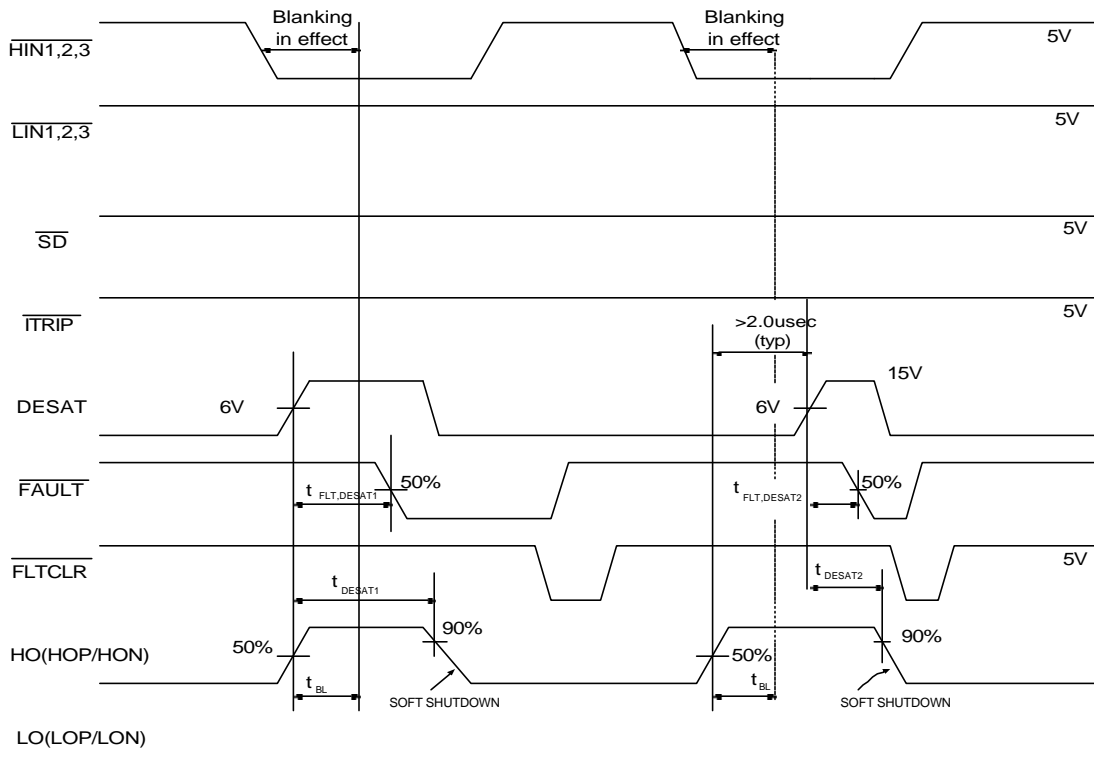 Blanking
in effect
Blanking
in effect
HIN1,2,3
5V
LIN1,2,3
5V
SD
5V
ITRIP
5V
>2.0usec
(typ)
DESAT
6V
6V
15V
FAULT
50%
50%
t FLT,DESAT1
t FLT,DESAT2
FLTCLR
5V
t DESAT1
t DESAT2
HO(HOP/HON)
50%
90%
50%
90%
t BL
t BL
SOFT SHUTDOWN
SOFT SHUTDOWN
LO(LOP/LON)